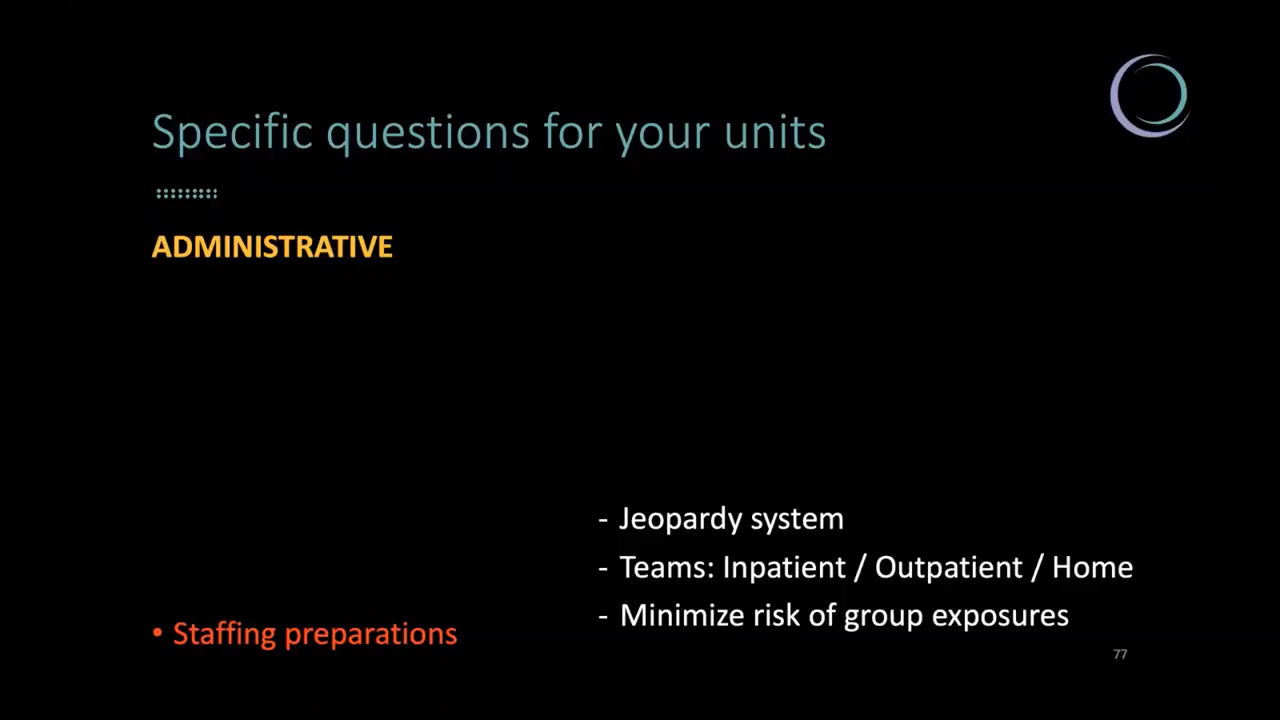 Specific questions for your units
ADMINISTRATIVE
- Jeopardy system
- Teams: Inpatient / Outpatient / Home
- Minimize risk of group exposures
• Staffing preparations
77